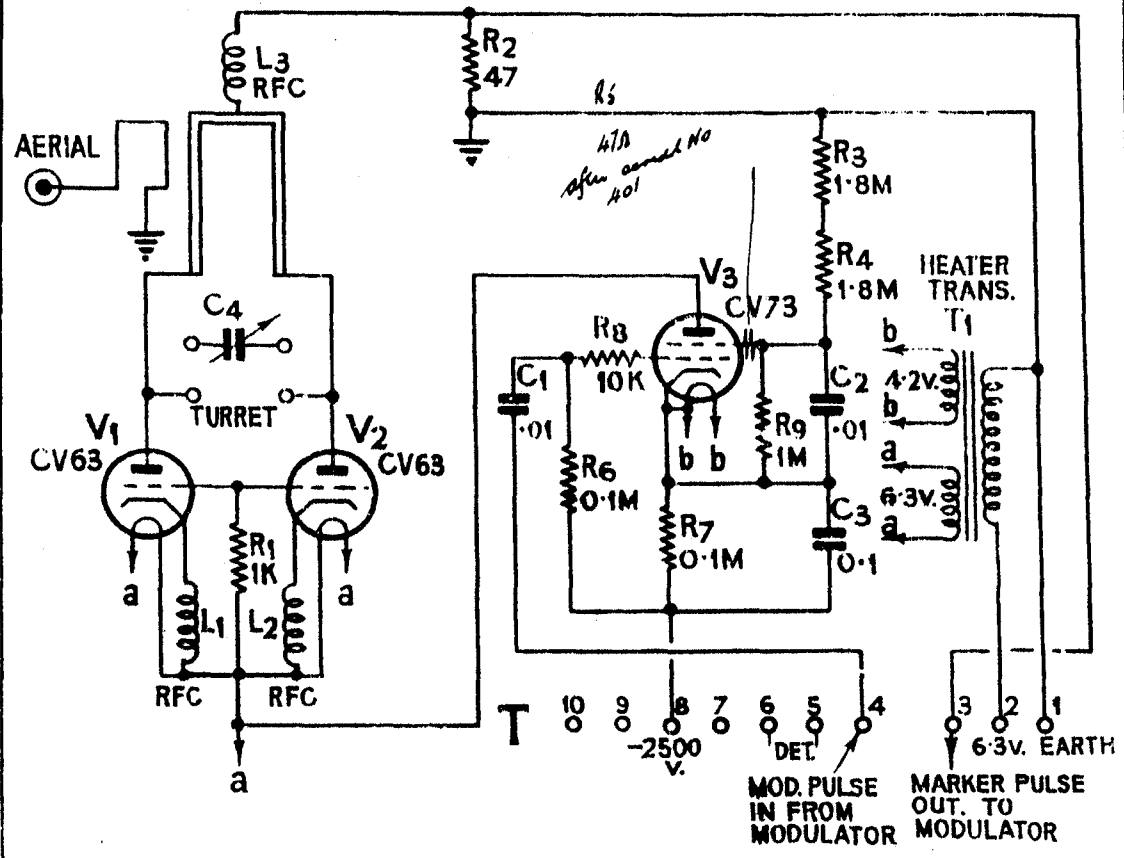 L3
RFC
R2
47
R5
47Ω
after
No
401
AERIAL
R3
1·8M
R4
1·8M
HEATER
TRANS.
T1
C4
TURRET
V1
CV63
V2
CV63
V3
CV73
R8
10K
C1
·01
R6
0·1M
R9
1M
R7
0·1M
C2
·01
C3
0·1
b
4·2v.
b
a
6·3v.
a
b b
R1
1K
a
a
L1
L2
RFC
RFC
a
T
10 9 8 7 6 5 4 3 2 1
-2500
V.
DET.
6·3v. EARTH
MOD. PULSE
IN FROM
MODULATOR
MARKER PULSE
OUT. TO
MODULATOR